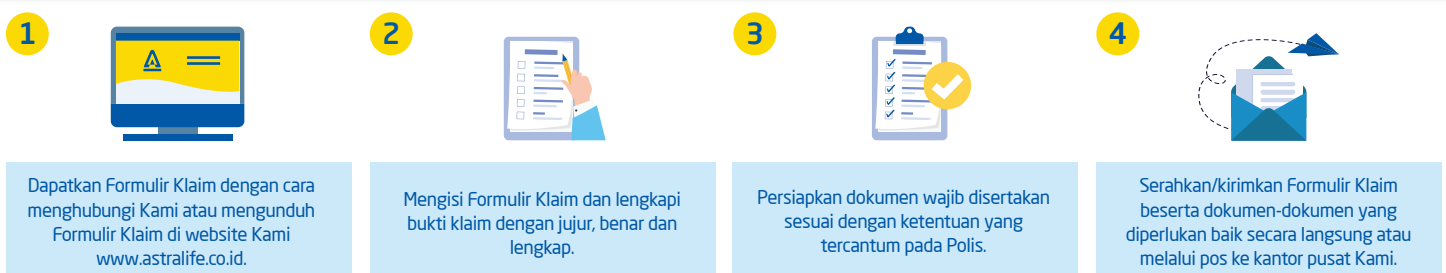 1
Dapatkan Formulir Klaim dengan cara
menghubungi Kami atau mengunduh
Formulir Klaim di website Kami
www.astralife.co.id.
2
Mengisi Formulir Klaim dan lengkapi
bukti klaim dengan jujur, benar dan
lengkap.
3
Persiapkan dokumen wajib disertakan
sesuai dengan ketentuan yang
tercantum pada Polis.
4
Serahkan/kirimkan Formulir Klaim
beserta dokumen-dokumen yang
diperlukan baik secara langsung atau
melalui pos ke kantor pusat Kami.